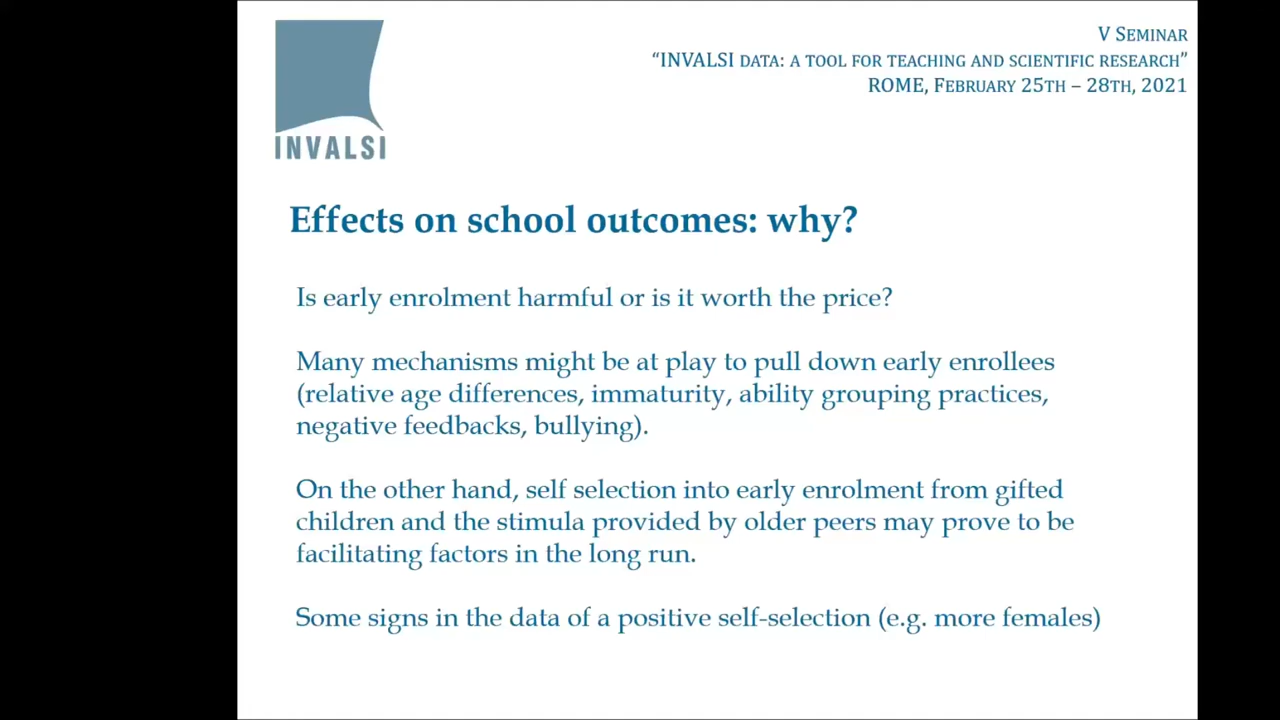 V SEMINAR
“INVALSI DATA: A TOOL FOR TEACHING AND SCIENTIFIC RESEARCH”
ROME, FEBRUARY 25TH – 28TH, 2021
INVALSI
Effects on school outcomes: why?
Is early enrolment harmful or is it worth the price?
Many mechanisms might be at play to pull down early enrollees
(relative age differences, immaturity, ability grouping practices,
negative feedbacks, bullying).
On the other hand, self selection into early enrolment from gifted
children and the stimula provided by older peers may prove to be
facilitating factors in the long run.
Some signs in the data of a positive self-selection (e.g. more females)